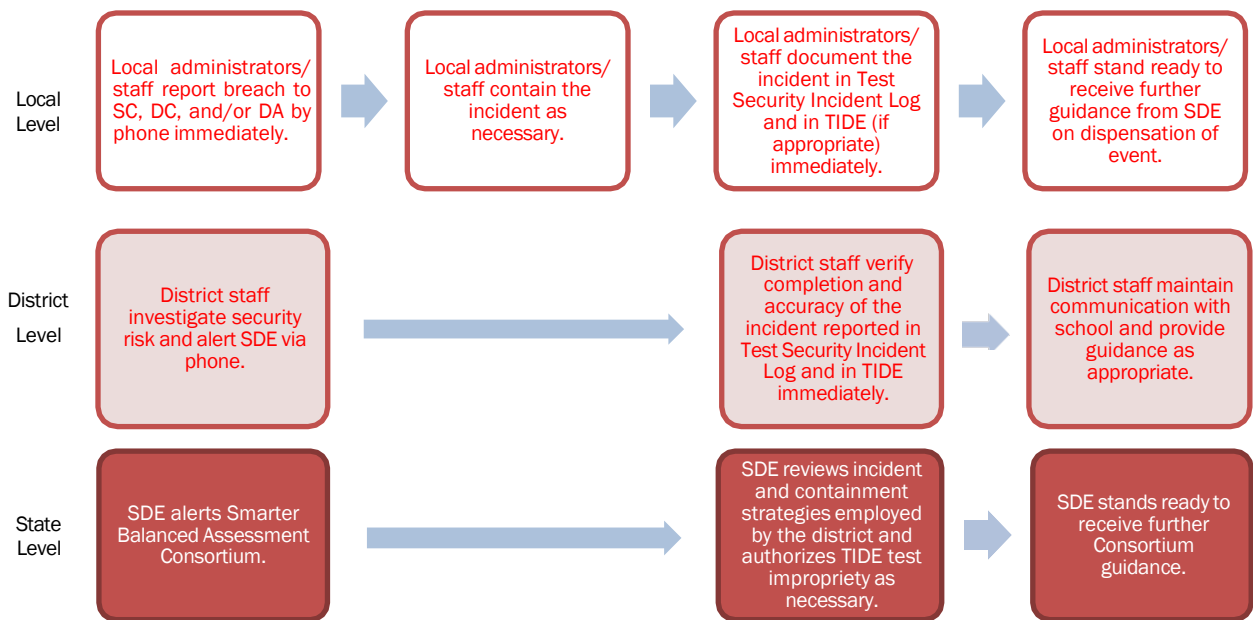 Local
Level
Local administrators/
staff report breach to
SC, DC, and/or DA by
phone immediately.
Local administrators/
staff contain the
incident as
necessary.
Local administrators/
staff document the
incident in Test
Security Incident Log
and in TIDE (if
appropriate)
immediately.
Local administrators/
staff stand ready to
receive further
guidance from SDE
on dispensation of
event.
District
Level
District staff
investigate security
risk and alert SDE via
phone.
District staff verify
completion and
accuracy of the
incident reported in
Test Security Incident
Log and in TIDE
immediately.
District staff maintain
communication with
school and provide
guidance as
appropriate.
State
Level
SDE alerts Smarter
Balanced Assessment
Consortium.
SDE reviews incident
and containment
strategies employed
by the district and
authorizes TIDE test
impropriety as
necessary.
SDE stands ready to
receive further
Consortium
guidance.